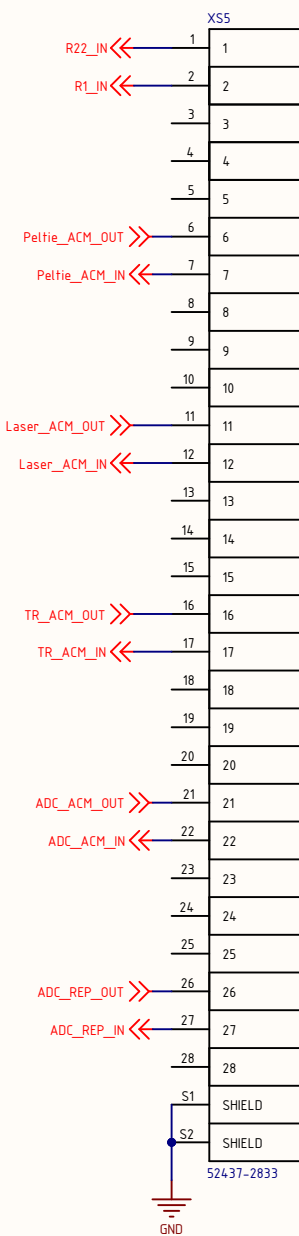 XS5
R22_IN 1 1
R1_IN 2 2
3 3
4 4
5 5
Peltie_ACM_OUT 6 6
Peltie_ACM_IN 7 7
8 8
9 9
10 10
Laser_ACM_OUT 11 11
Laser_ACM_IN 12 12
13 13
14 14
15 15
TR_ACM_OUT 16 16
TR_ACM_IN 17 17
18 18
19 19
20 20
ADC_ACM_OUT 21 21
ADC_ACM_IN 22 22
23 23
24 24
25 25
ADC_REP_OUT 26 26
ADC_REP_IN 27 27
28 28
S1 SHIELD
S2 SHIELD
52437-2833
GND